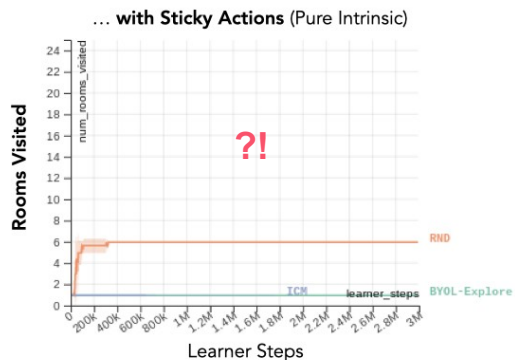 ... with Sticky Actions (Pure Intrinsic)
Rooms Visited
num_rooms_visited
24
22
20
18
16
14
12
10
8
6
4
2
0
?!
RND
ICM
learner_steps
BYOL-Explore
0 200k 400k 600k 800k 1M 1.2M 1.4M 1.6M 1.8M 2M 2.2M 2.4M 2.6M 2.8M 3M
Learner Steps